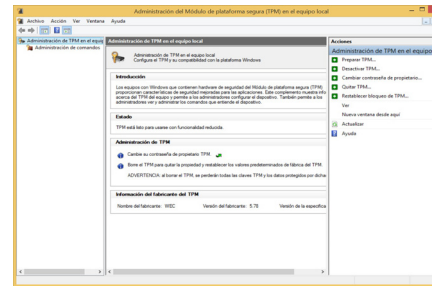 Administración del Módulo de plataforma segura (TPM) en el equipo local
Archivo Acción Ver Ventana Ayuda
Administración de TPM en el equip
Administración de comandos
Administración de TPM en el equipo local
Administración de TPM en el equipo local
Configure el TPM y su compatibilidad con la plataforma Windows
Introducción
Los equipos con Windows que contienen hardware de seguridad del Módulo de plataforma segura (TPM)
proporcionan características de seguridad mejoradas para las aplicaciones. Este complemento muestra info
acerca del TPM del equipo y permite a los administradores configurar el dispositivo. También permite a los
administradores ver y administrar los comandos que entiende el dispositivo.
Estado
TPM está listo para usarse con funcionalidad reducida.
Administración de TPM
Cambie su contraseña de propietario TPM.
Borre el TPM para quitar la propiedad y restablecer los valores predeterminados de fábrica del TPM.
ADVERTENCIA: al borrar el TPM, se perderán todas las claves TPM y los datos protegidos por dicha
Información del fabricante del TPM
Nombre del fabricante: WEC Versión del fabricante: 5.78 Versión de la especifica
Acciones
Administración de TPM en el equipo
Preparar TPM...
Desactivar TPM...
Cambiar contraseña de propietario...
Quitar TPM...
Restablecer bloqueo de TPM...
Ver
Nueva ventana desde aquí
Actualizar
Ayuda